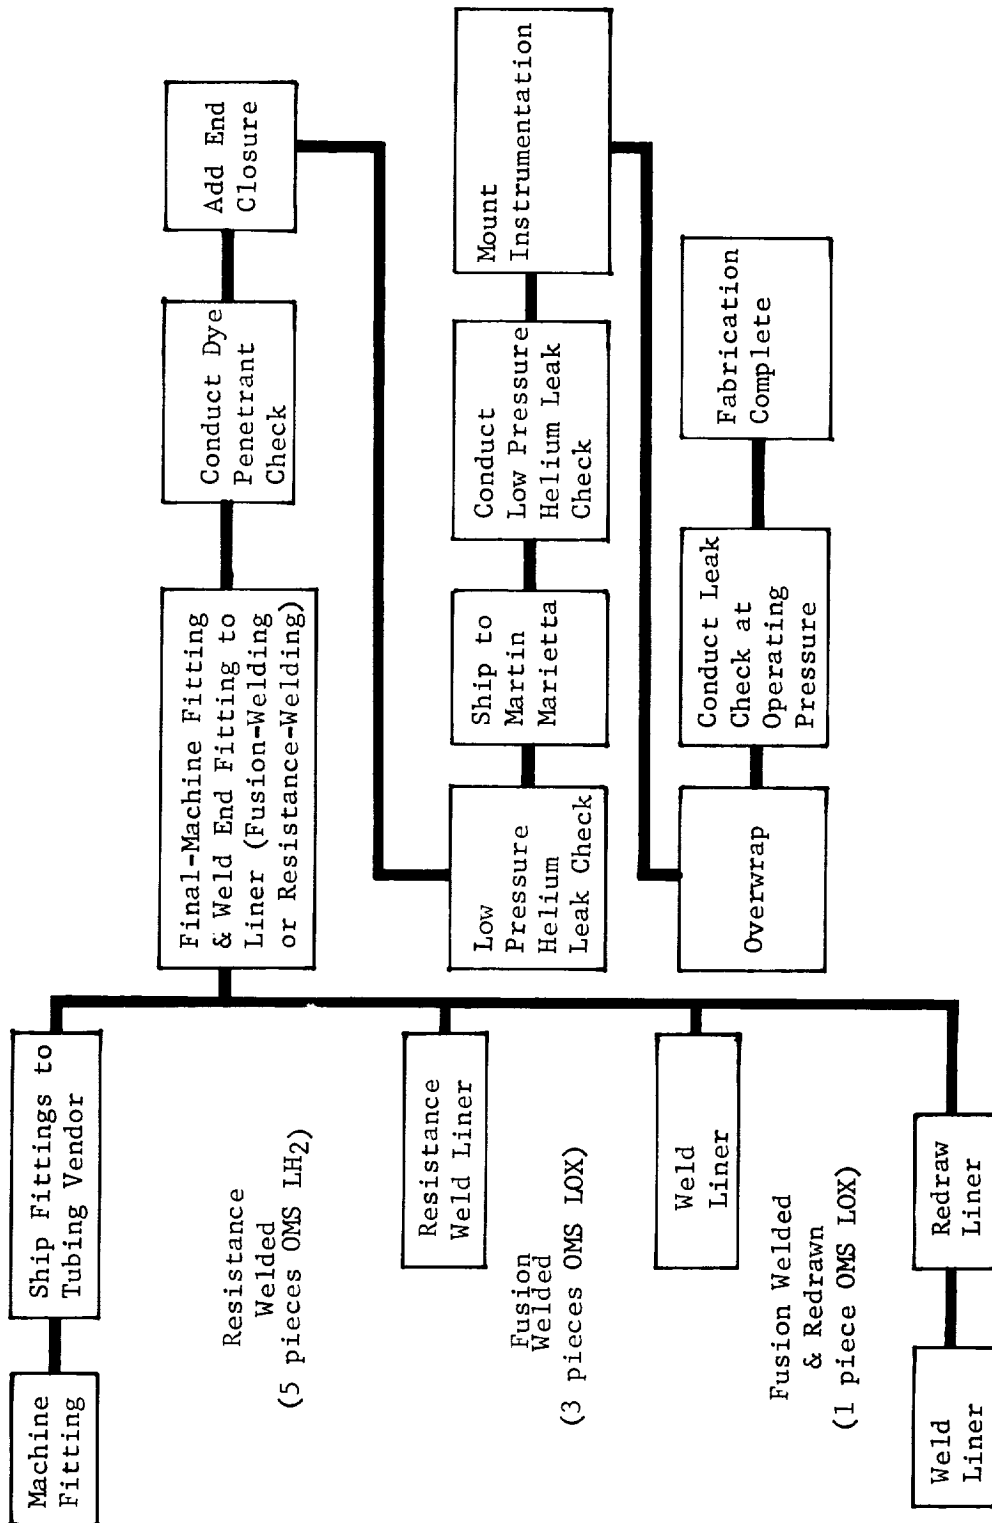 Machine
Fitting
Ship Fittings to
Tubing Vendor
Resistance
Welded
(5 pieces OMS LH2)
Resistance
Weld Liner
Fusion
Welded
(3 pieces OMS LOX)
Weld
Liner
Fusion Welded
& Redrawn
(1 piece OMS LOX)
Weld
Liner
Redraw
Liner
Final-Machine Fitting
& Weld End Fitting to
Liner (Fusion-Welding
or Resistance-Welding)
Conduct Dye
Penetrant
Check
Add End
Closure
Low
Pressure
Helium
Leak Check
Ship to
Martin
Marietta
Conduct
Low Pressure
Helium Leak
Check
Mount
Instrumentation
Overwrap
Conduct Leak
Check at
Operating
Pressure
Fabrication
Complete